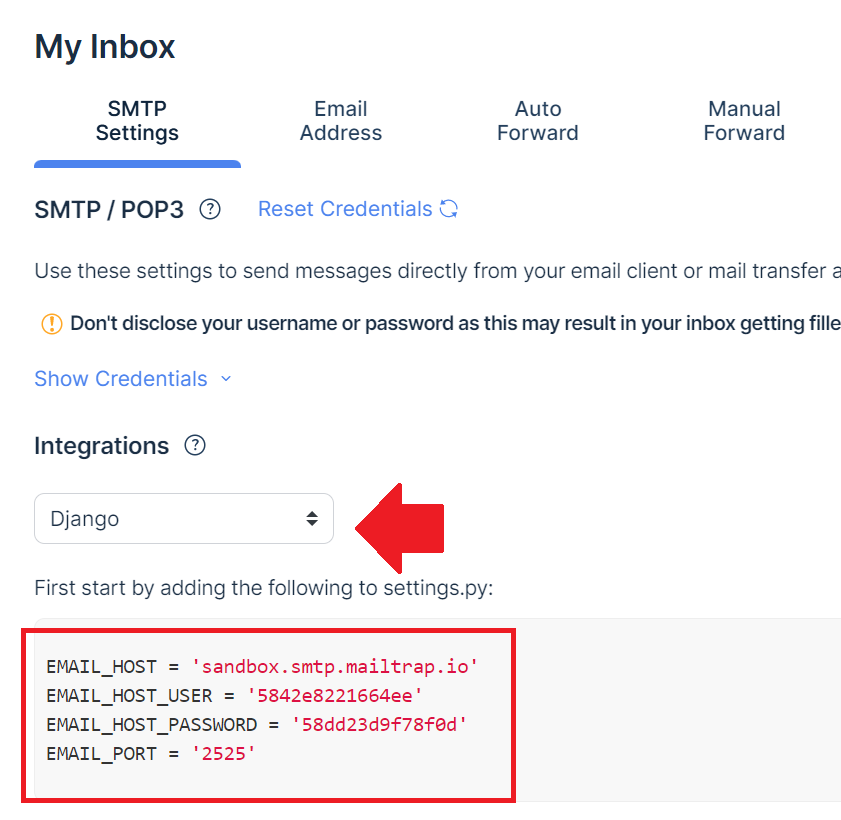 My Inbox
SMTP
Settings
Email
Address
Auto
Forward
Manual
Forward
SMTP / POP3 ? Reset Credentials
Use these settings to send messages directly from your email client or mail transfer a
Don't disclose your username or password as this may result in your inbox getting fille
Show Credentials
Integrations ?
Django
First start by adding the following to settings.py:
EMAIL_HOST = 'sandbox.smtp.mailtrap.io'
EMAIL_HOST_USER = '5842e8221664ee'
EMAIL_HOST_PASSWORD = '58dd23d9f78f0d'
EMAIL_PORT = '2525'